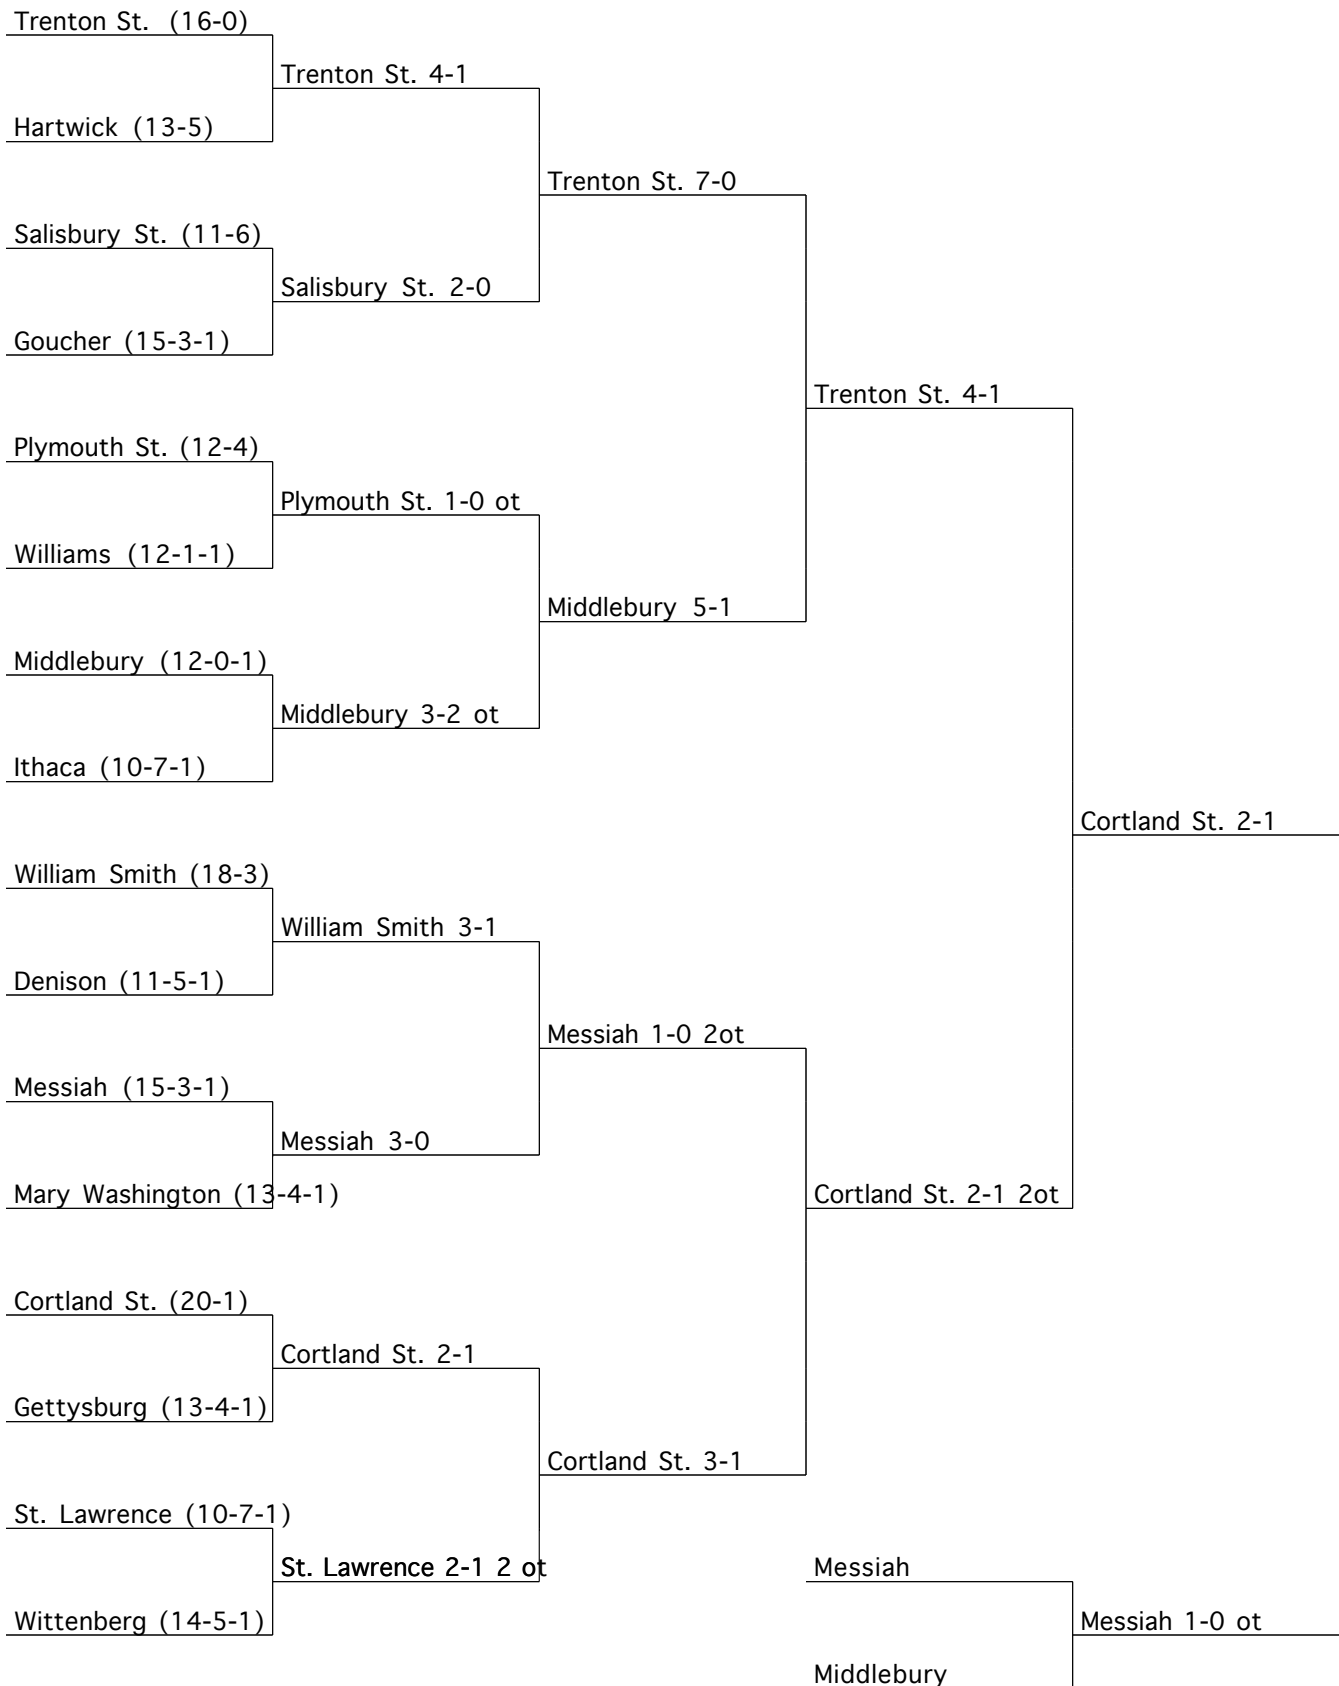 Trenton St. (16-0)
Trenton St. 4-1
Hartwick (13-5)
Trenton St. 7-0
Salisbury St. (11-6)
Salisbury St. 2-0
Goucher (15-3-1)
Trenton St. 4-1
Plymouth St. (12-4)
Plymouth St. 1-0 ot
Williams (12-1-1)
Middlebury 5-1
Middlebury (12-0-1)
Middlebury 3-2 ot
Ithaca (10-7-1)
Cortland St. 2-1
William Smith (18-3)
William Smith 3-1
Denison (11-5-1)
Messiah 1-0 2ot
Messiah (15-3-1)
Messiah 3-0
Mary Washington (13-4-1)
Cortland St. 2-1 2ot
Cortland St. (20-1)
Cortland St. 2-1
Gettysburg (13-4-1)
Cortland St. 3-1
St. Lawrence (10-7-1)
St. Lawrence 2-1 2 ot
Messiah
Wittenberg (14-5-1)
Messiah 1-0 ot
Middlebury